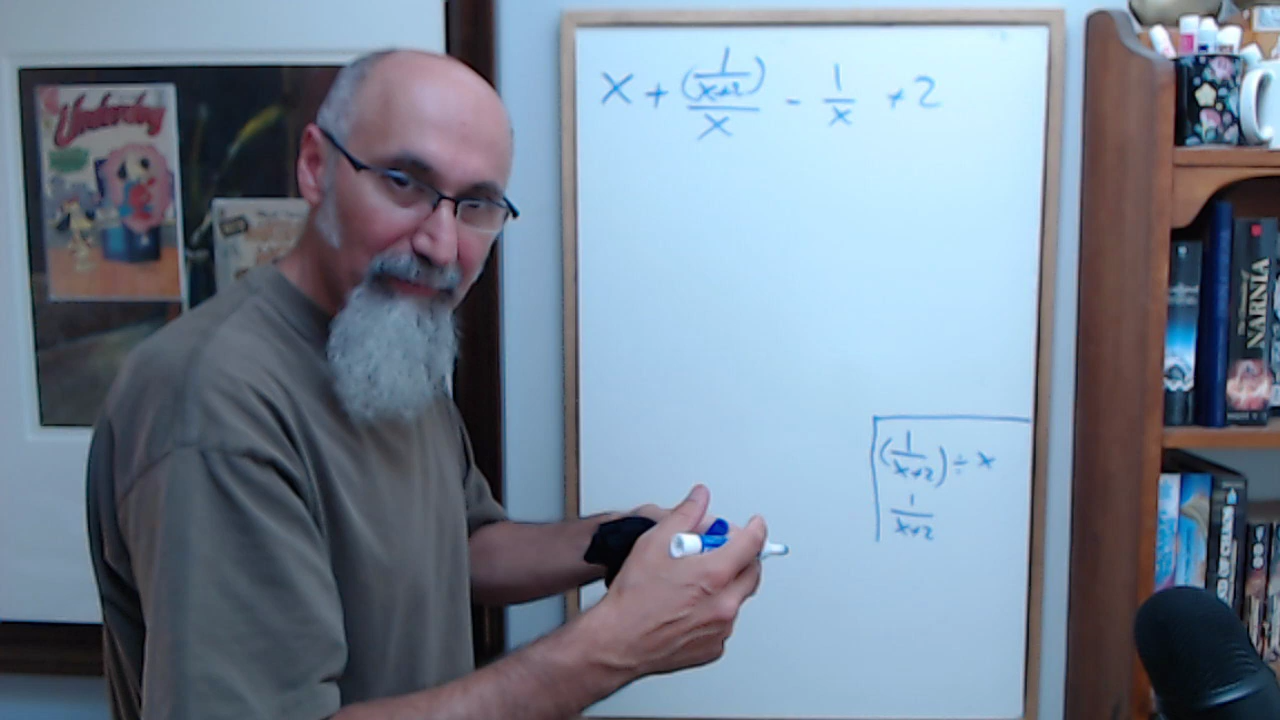 Underdog
x + (1/(x+2))/x - 1/x + 2
(1/(x+2)) ÷ x
1/(x+2)
NARNIA